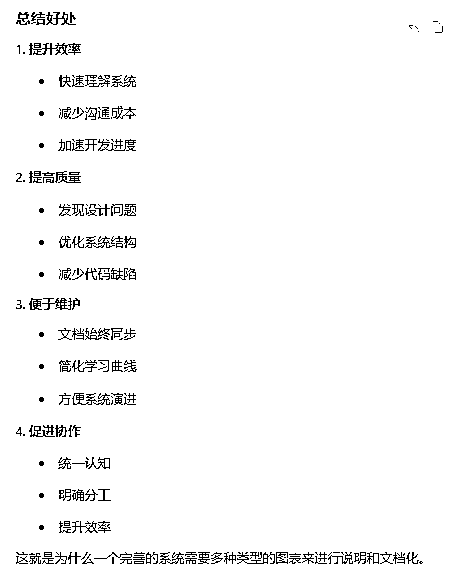 总结好处
1. 提升效率
• 快速理解系统
• 减少沟通成本
• 加速开发进度
2. 提高质量
• 发现设计问题
• 优化系统结构
• 减少代码缺陷
3. 便于维护
• 文档始终同步
• 简化学习曲线
• 方便系统演进
4. 促进协作
• 统一认知
• 明确分工
• 提升效率
这就是为什么一个完善的系统需要多种类型的图表来进行说明和文档化。